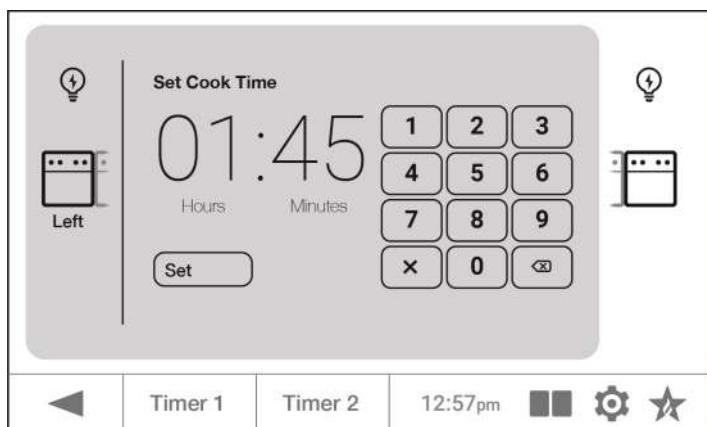 Set Cook Time
01:45
Hours Minutes
Left
Set
1 2 3
4 5 6
7 8 9
× 0
Timer 1 Timer 2 12:57pm